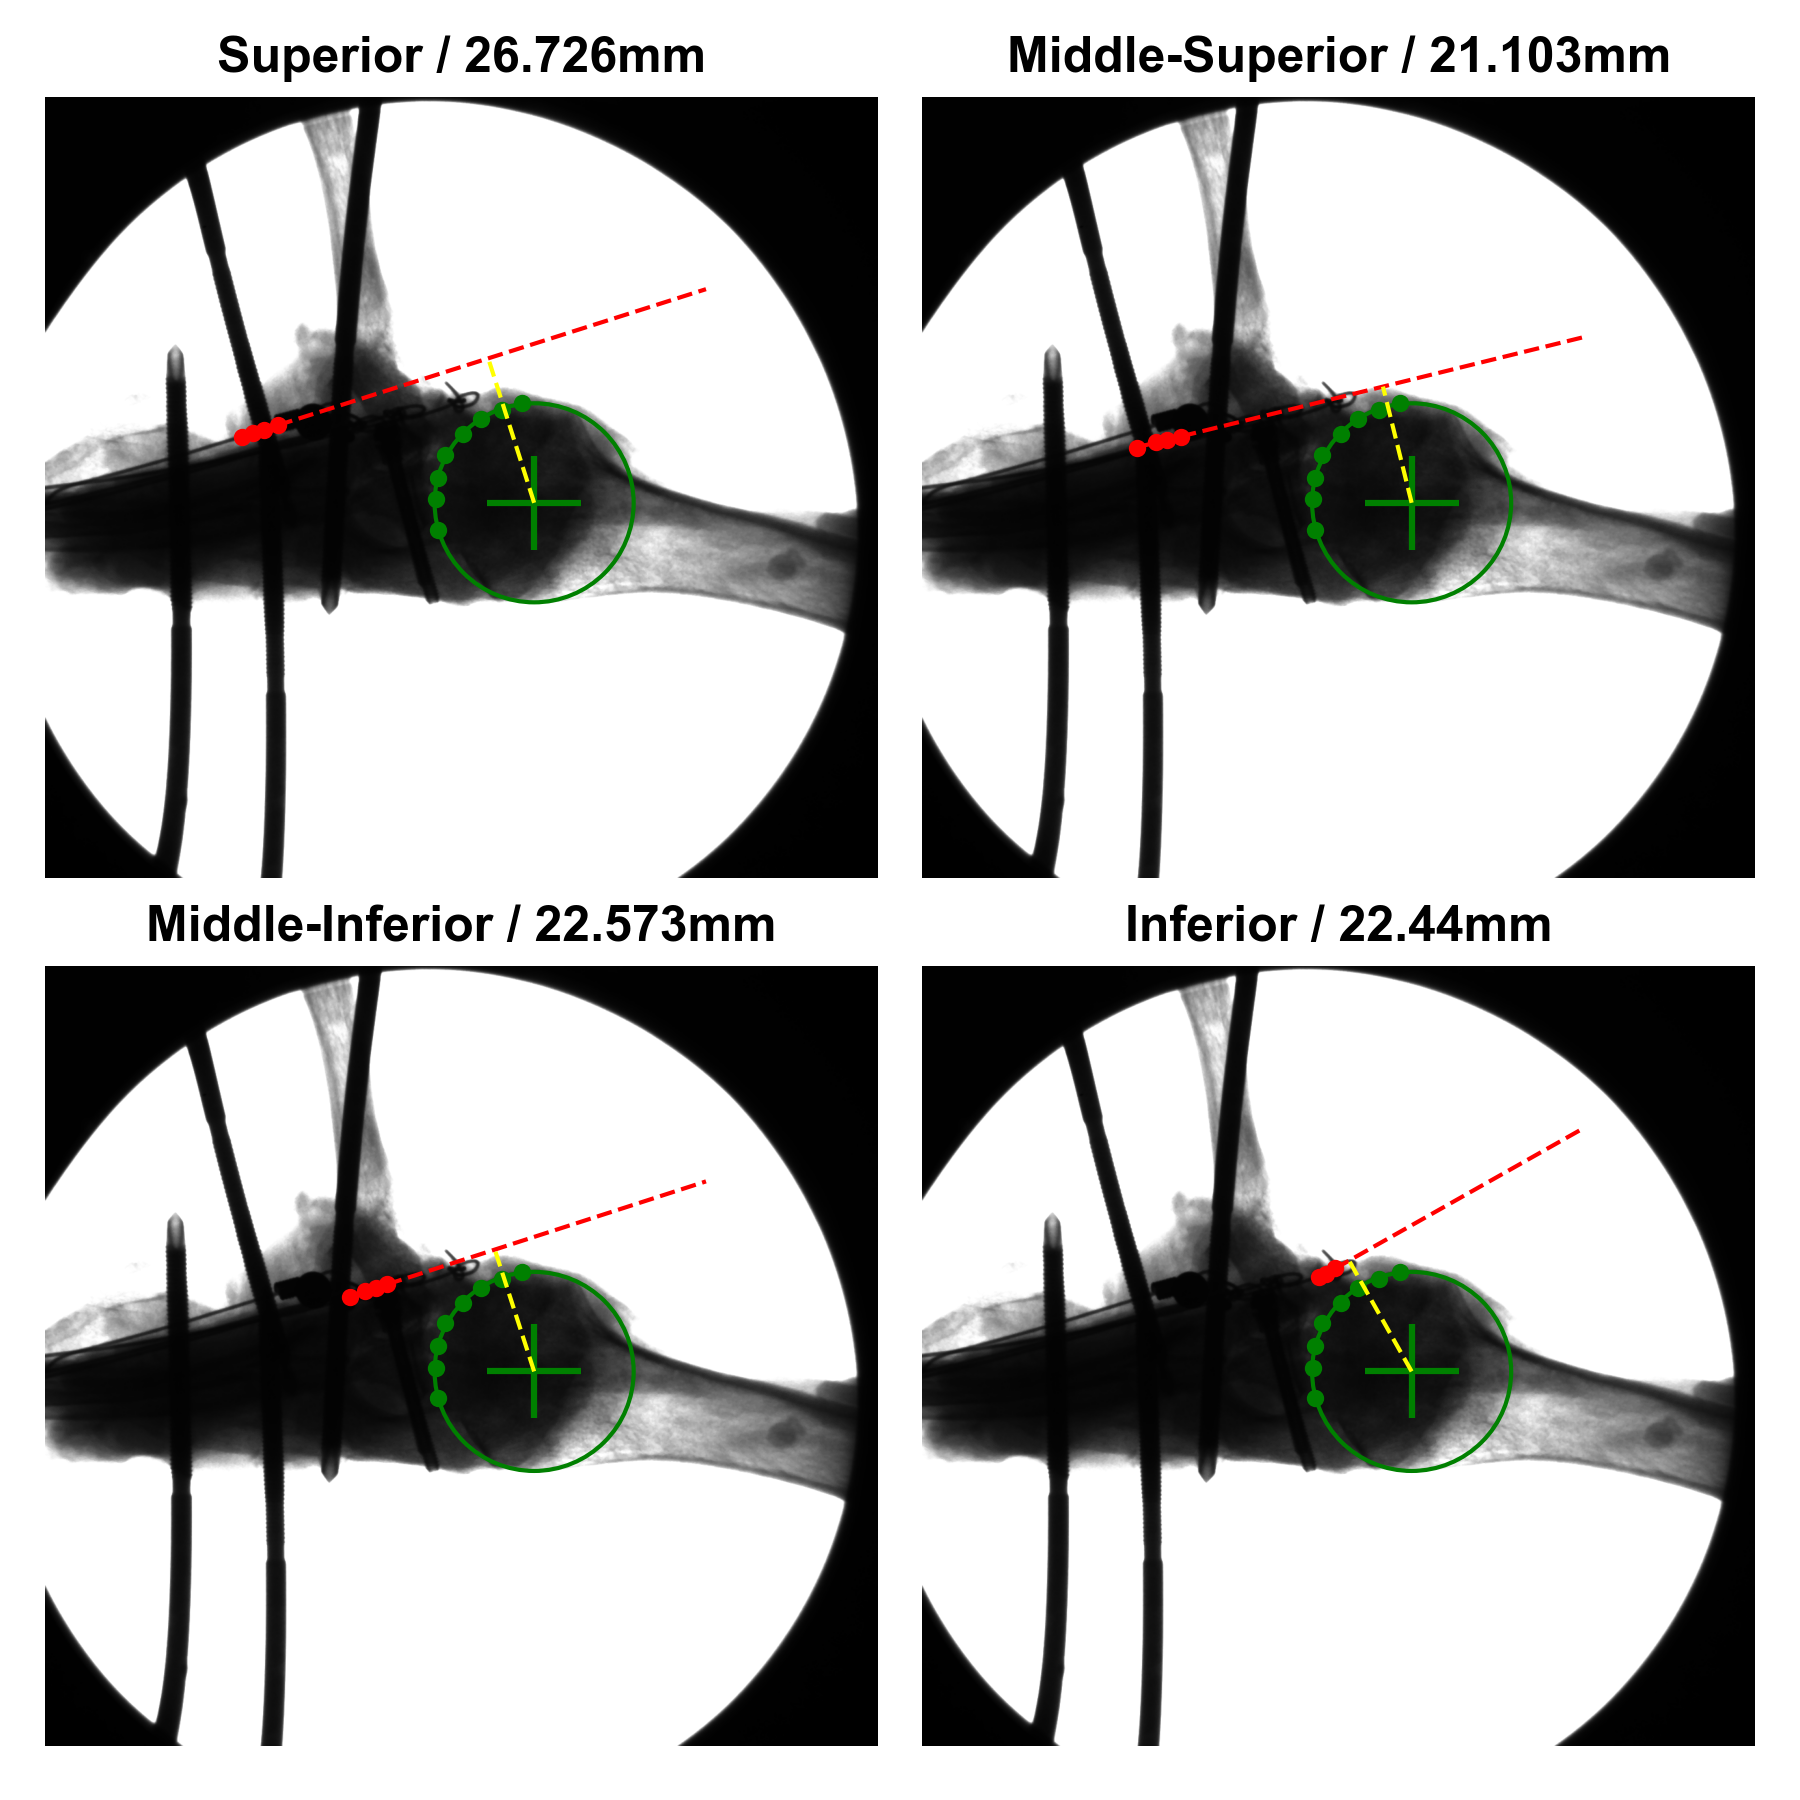 Superior / 26.726mm
Middle-Superior / 21.103mm
Middle-Inferior / 22.573mm
Inferior / 22.44mm